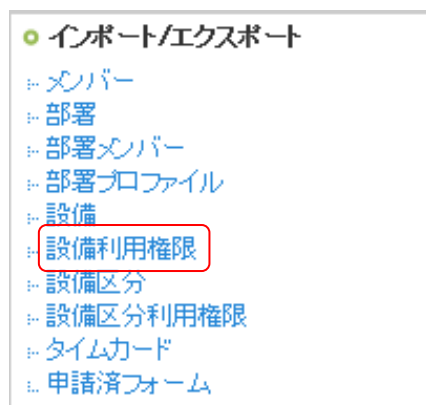 インポート/エクスポート
メンバー
部署
部署メンバー
部署プロファイル
設備
設備利用権限
設備区分
設備区分利用権限
タイムカード
申請済フォーム